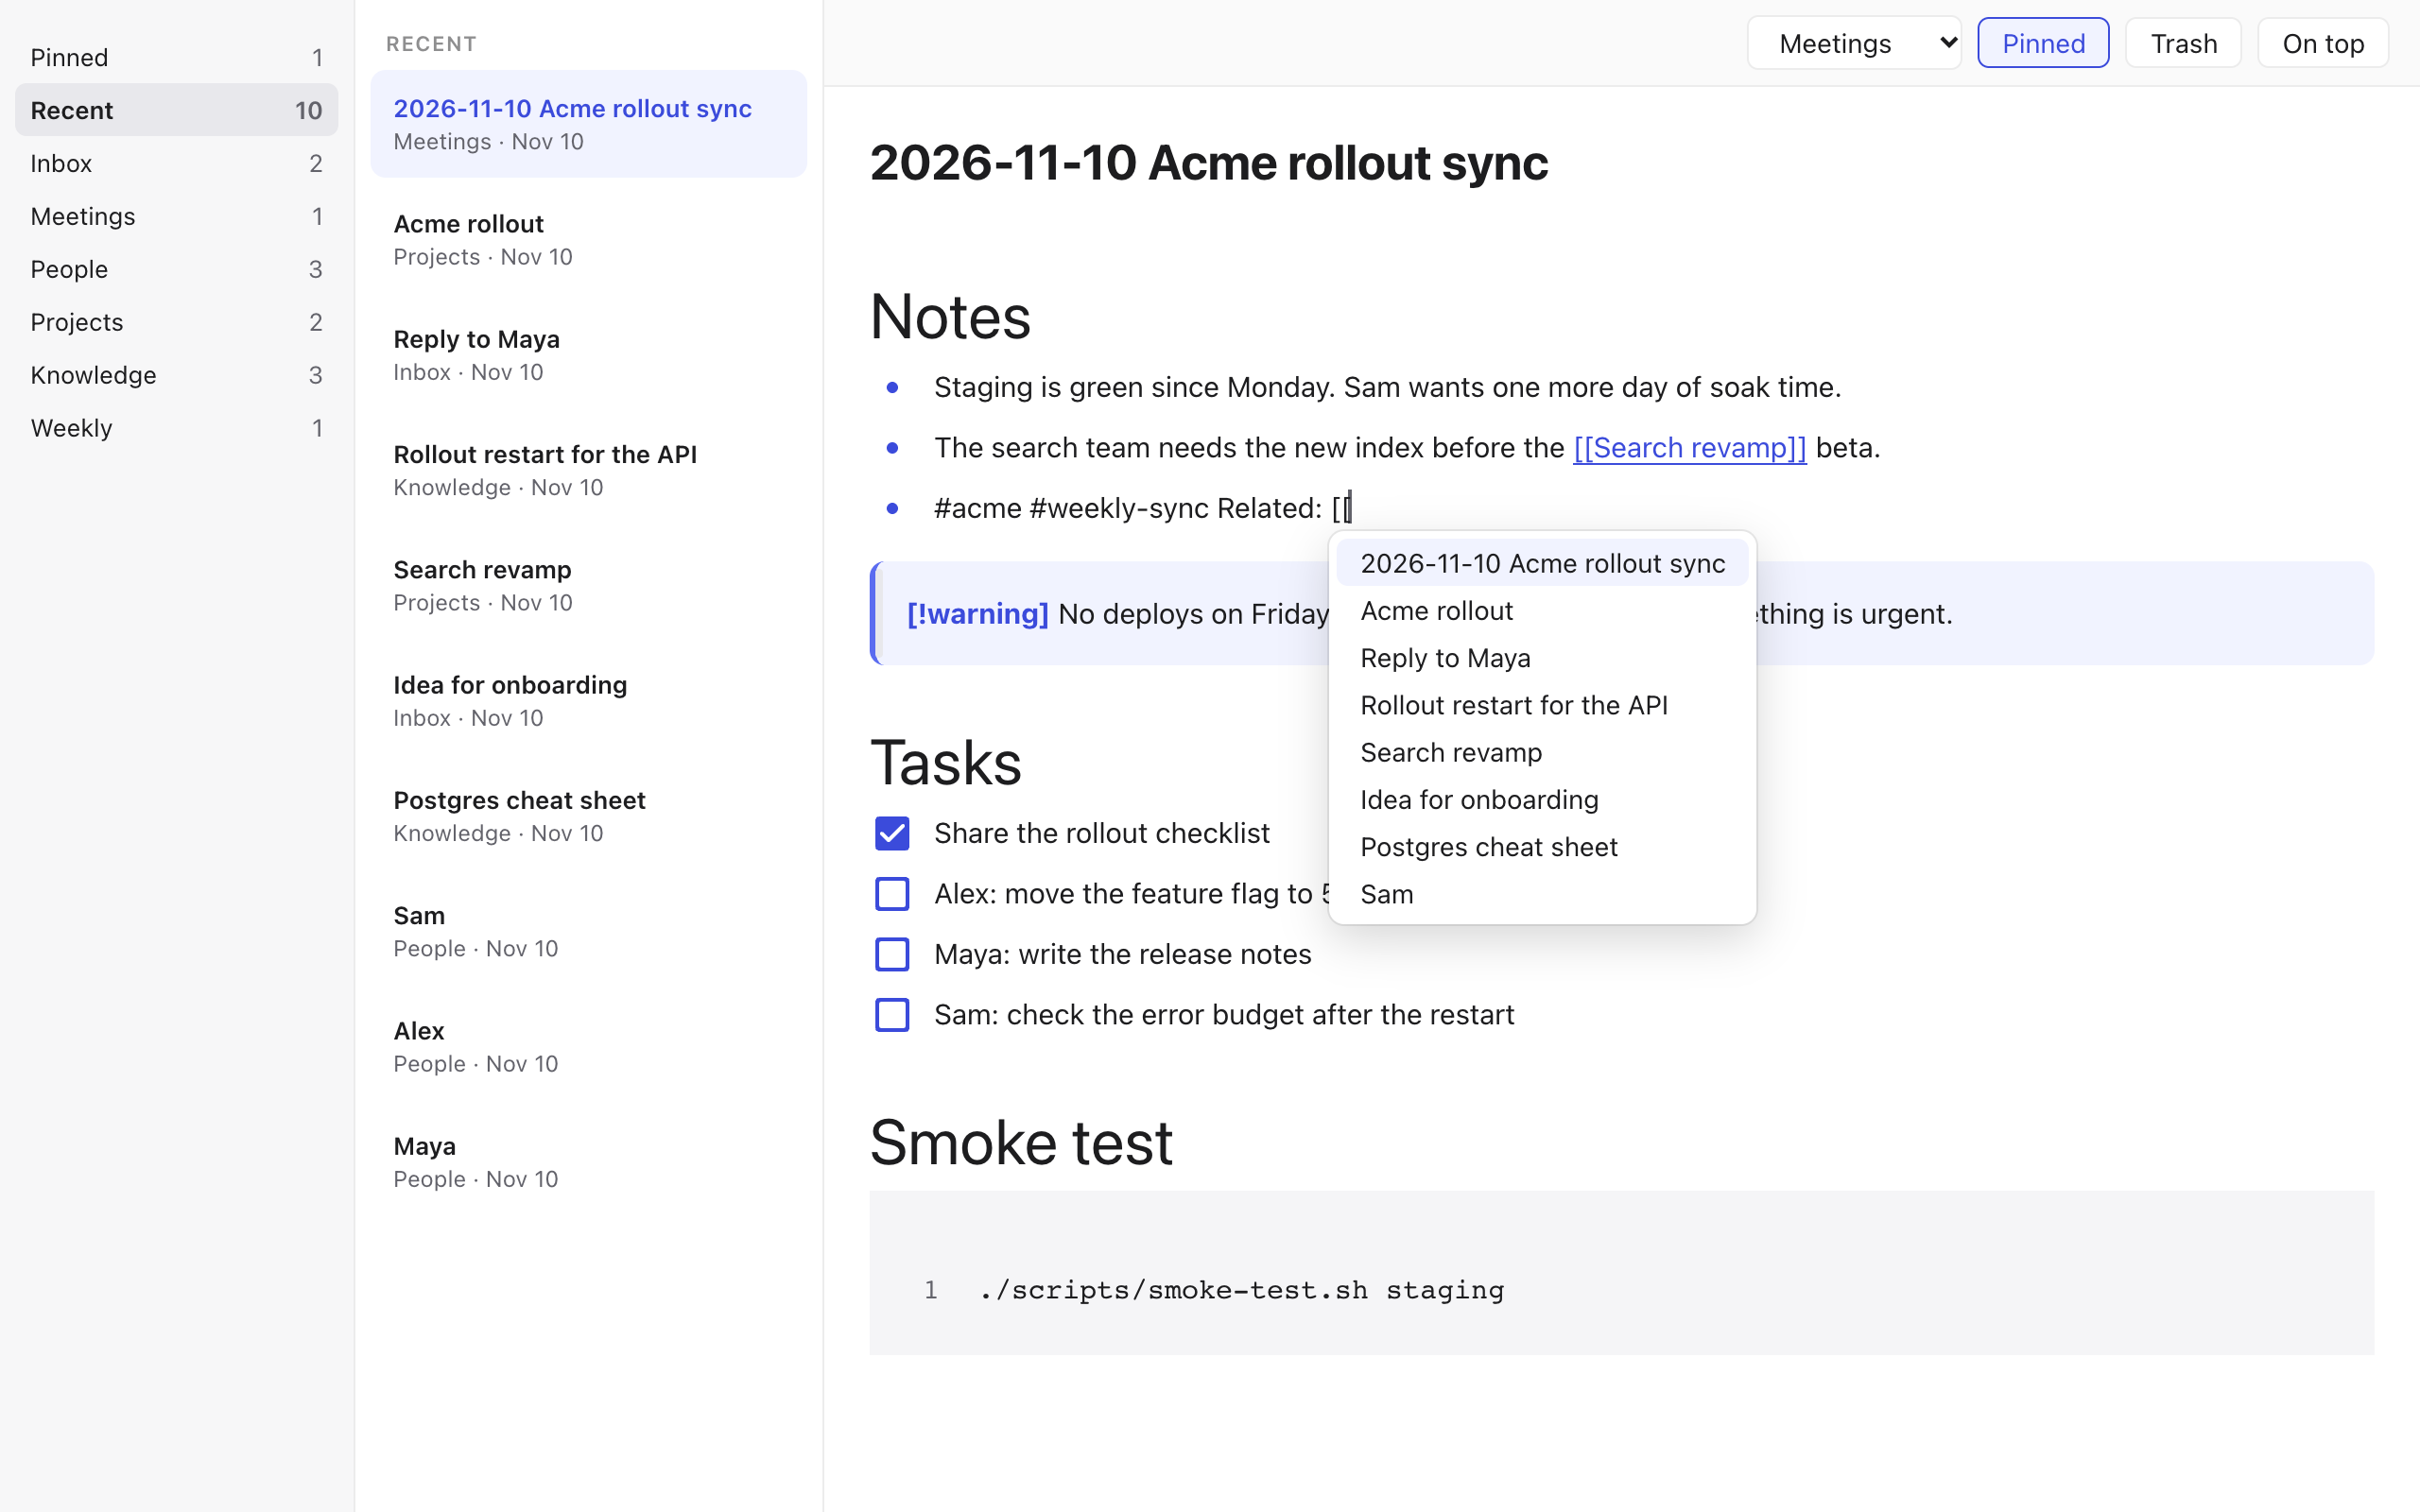 Pinned 1
Recent 10
Inbox 2
Meetings 1
People 3
Projects 2
Knowledge 3
Weekly 1
RECENT
2026-11-10 Acme rollout sync
Meetings · Nov 10
Acme rollout
Projects · Nov 10
Reply to Maya
Inbox · Nov 10
Rollout restart for the API
Knowledge · Nov 10
Search revamp
Projects · Nov 10
Idea for onboarding
Inbox · Nov 10
Postgres cheat sheet
Knowledge · Nov 10
Sam
People · Nov 10
Alex
People · Nov 10
Maya
People · Nov 10
Meetings Pinned Trash On top
2026-11-10 Acme rollout sync
Notes
• Staging is green since Monday. Sam wants one more day of soak time.
• The search team needs the new index before the [[Search revamp]] beta.
• #acme #weekly-sync Related: [[
2026-11-10 Acme rollout sync
Acme rollout
Reply to Maya
Rollout restart for the API
Search revamp
Idea for onboarding
Postgres cheat sheet
Sam
[!warning] No deploys on Friday is urgent.
Tasks
Share the rollout checklist
Alex: move the feature flag to
Maya: write the release notes
Sam: check the error budget after the restart
Smoke test
1 ./scripts/smoke-test.sh staging